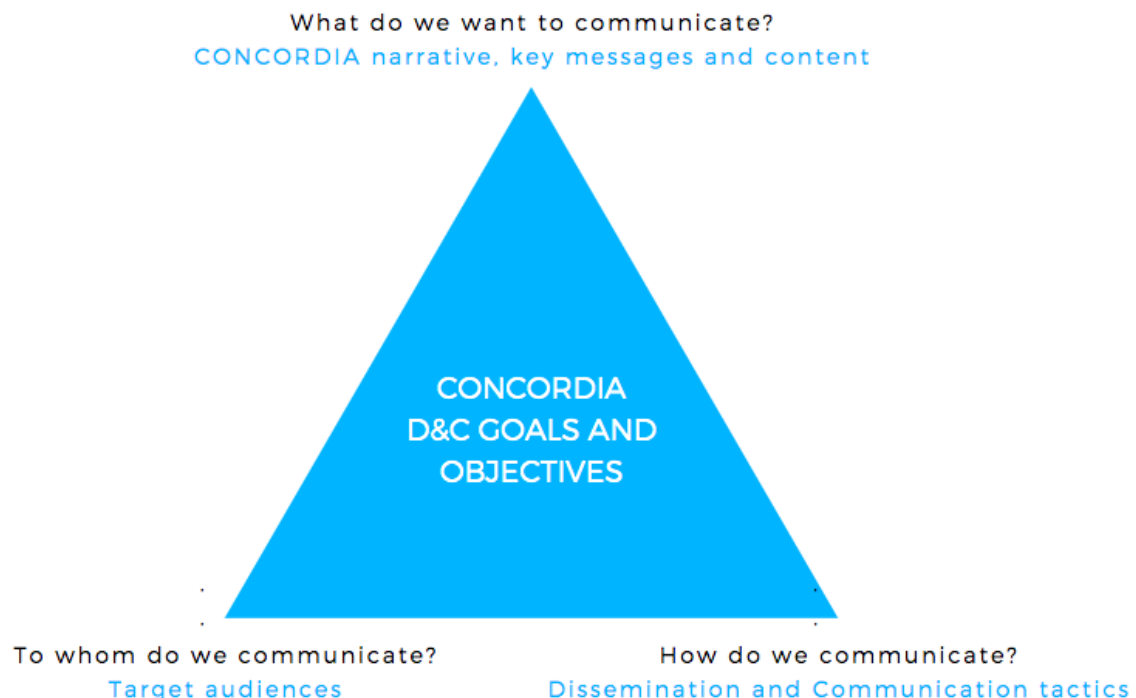 What do we want to communicate?
CONCORDIA narrative, key messages and content
CONCORDIA
D&C GOALS AND
OBJECTIVES
To whom do we communicate?
Target audiences
How do we communicate?
Dissemination and Communication tactics